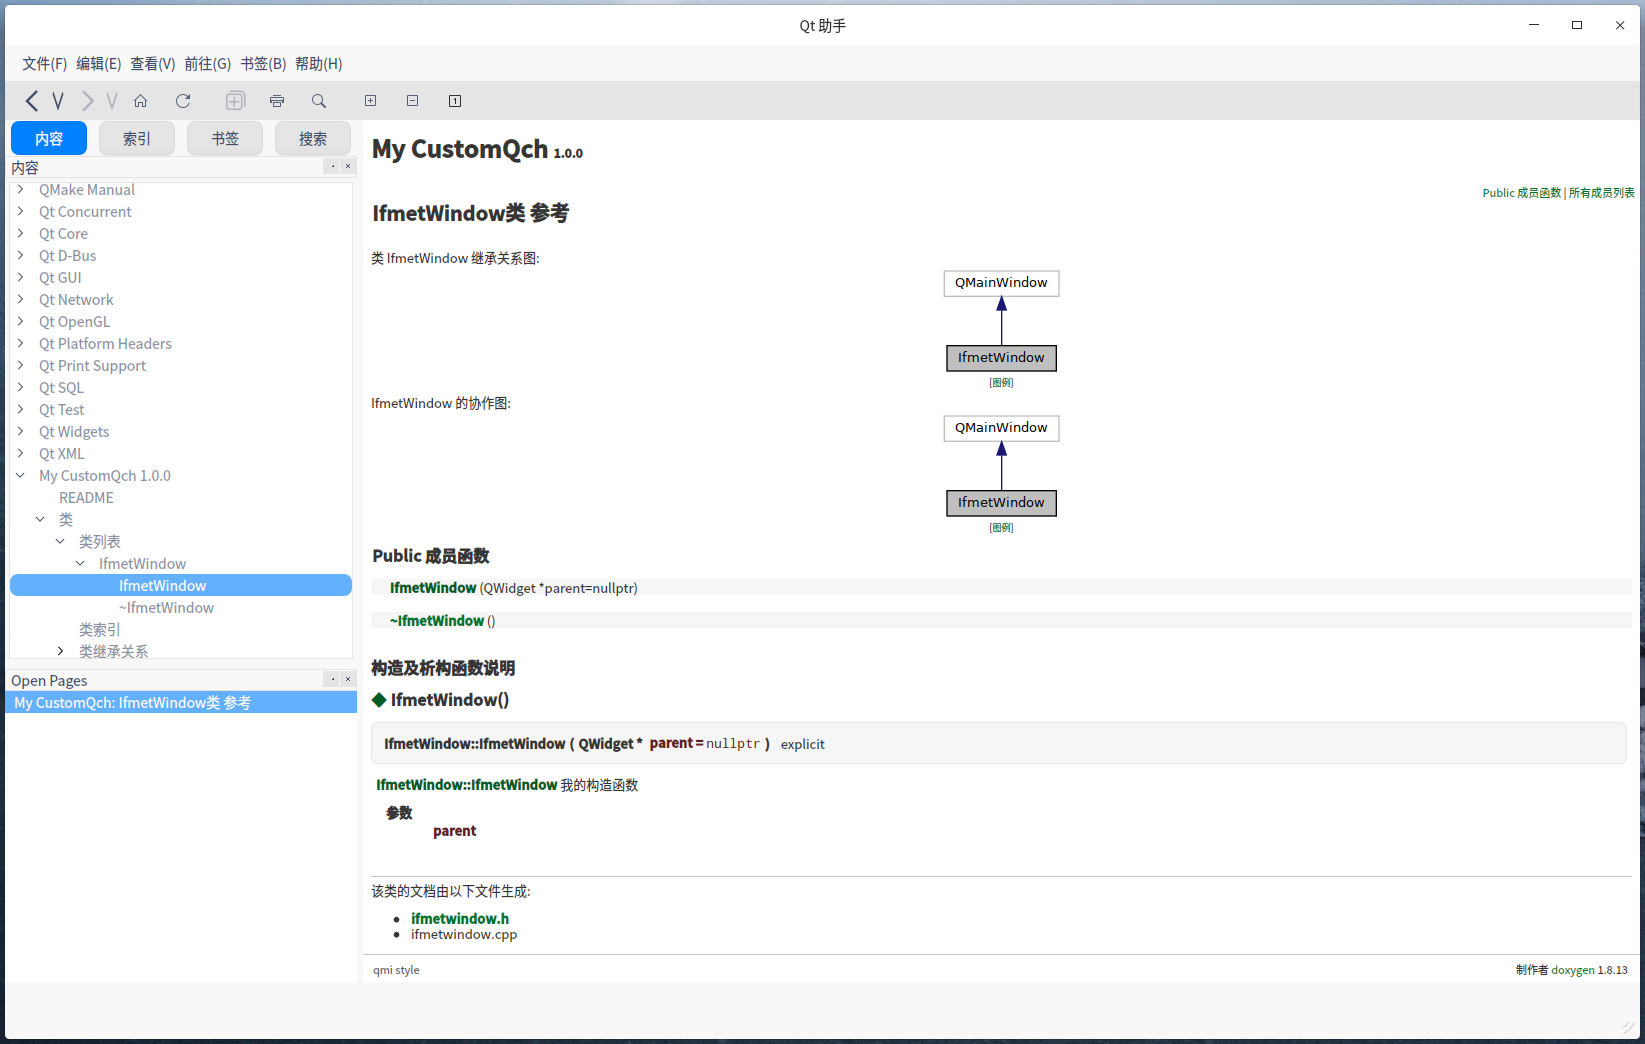 Qt 助手
文件(F) 编辑(E) 查看(V) 前往(G) 书签(B) 帮助(H)
内容 索引 书签 搜索
内容
QMake Manual
Qt Concurrent
Qt Core
Qt D-Bus
Qt GUI
Qt Network
Qt OpenGL
Qt Platform Headers
Qt Print Support
Qt SQL
Qt Test
Qt Widgets
Qt XML
My CustomQch 1.0.0
README
类
类列表
IfmetWindow
IfmetWindow
~IfmetWindow
类索引
类继承关系
Open Pages
My CustomQch: IfmetWindow类 参考
My CustomQch 1.0.0
Public 成员函数 | 所有成员列表
IfmetWindow类 参考
类 IfmetWindow 继承关系图:
QMainWindow
IfmetWindow
[图例]
IfmetWindow 的协作图:
QMainWindow
IfmetWindow
[图例]
Public 成员函数
IfmetWindow (QWidget *parent=nullptr)
~IfmetWindow ()
构造及析构函数说明
◆ IfmetWindow()
IfmetWindow::IfmetWindow ( QWidget * parent = nullptr ) explicit
IfmetWindow::IfmetWindow 我的构造函数
参数
parent
该类的文档由以下文件生成:
ifmetwindow.h
ifmetwindow.cpp
qmi style
制作者 doxygen 1.8.13